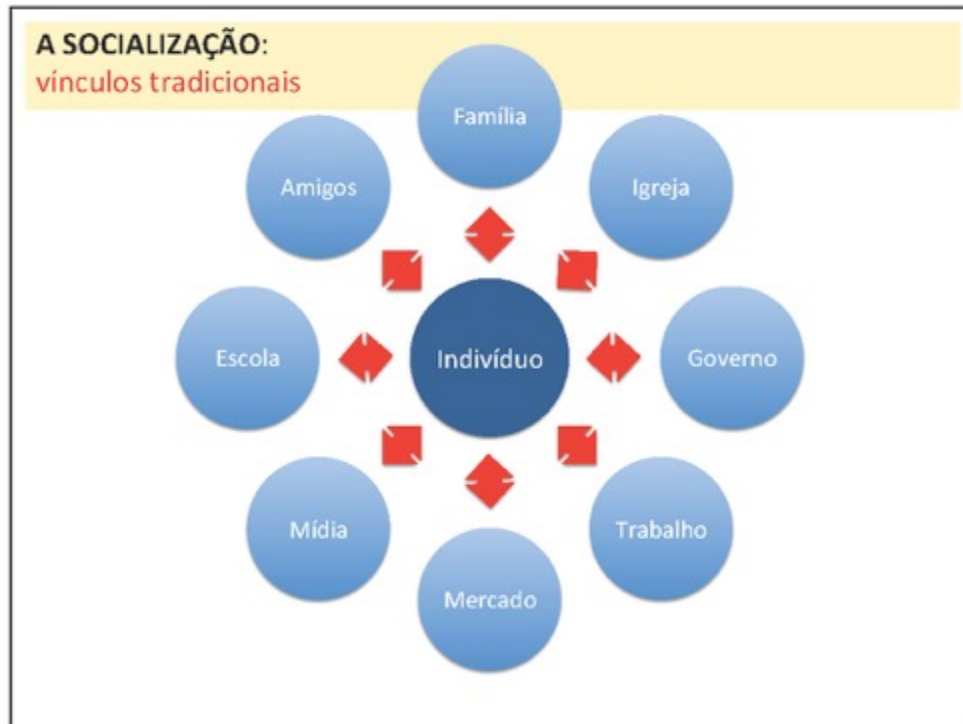 A SOCIALIZAÇÃO:
vínculos tradicionais
Família
Amigos
Igreja
Escola
Indivíduo
Governo
Mídia
Trabalho
Mercado